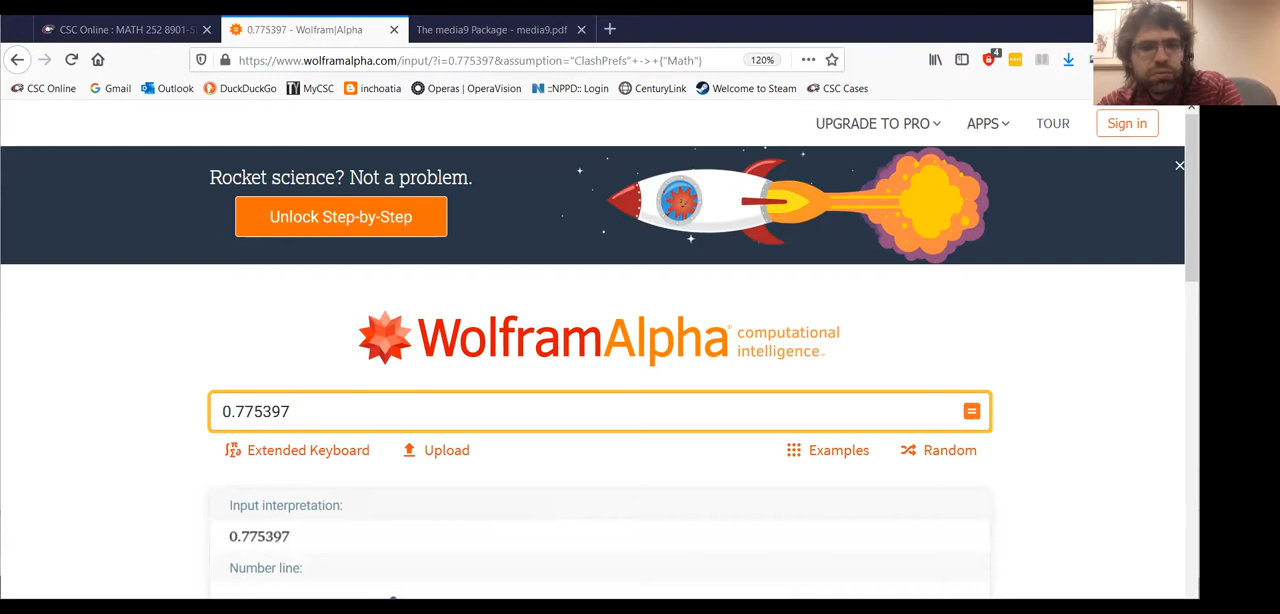 CSC Online : MATH 252 8901-S
0.775397 - Wolfram|Alpha
The media9 Package - media9.pdf
https://www.wolframalpha.com/input/?i=0.775397&assumption="ClashPrefs"+->+{"Math"}
120%
4
CSC Online
Gmail
Outlook
DuckDuckGo
MyCSC
inchoatia
Operas | OperaVision
::NPPD:: Login
CenturyLink
Welcome to Steam
CSC Cases
UPGRADE TO PRO
APPS
TOUR
Sign in
Rocket science? Not a problem.
Unlock Step-by-Step
WolframAlpha computational intelligence
0.775397
Extended Keyboard
Upload
Examples
Random
Input interpretation:
0.775397
Number line: